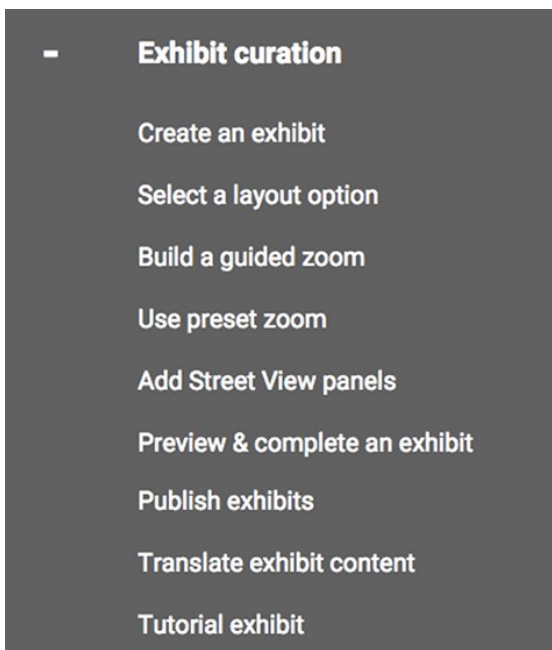 - Exhibit curation
Create an exhibit
Select a layout option
Build a guided zoom
Use preset zoom
Add Street View panels
Preview & complete an exhibit
Publish exhibits
Translate exhibit content
Tutorial exhibit